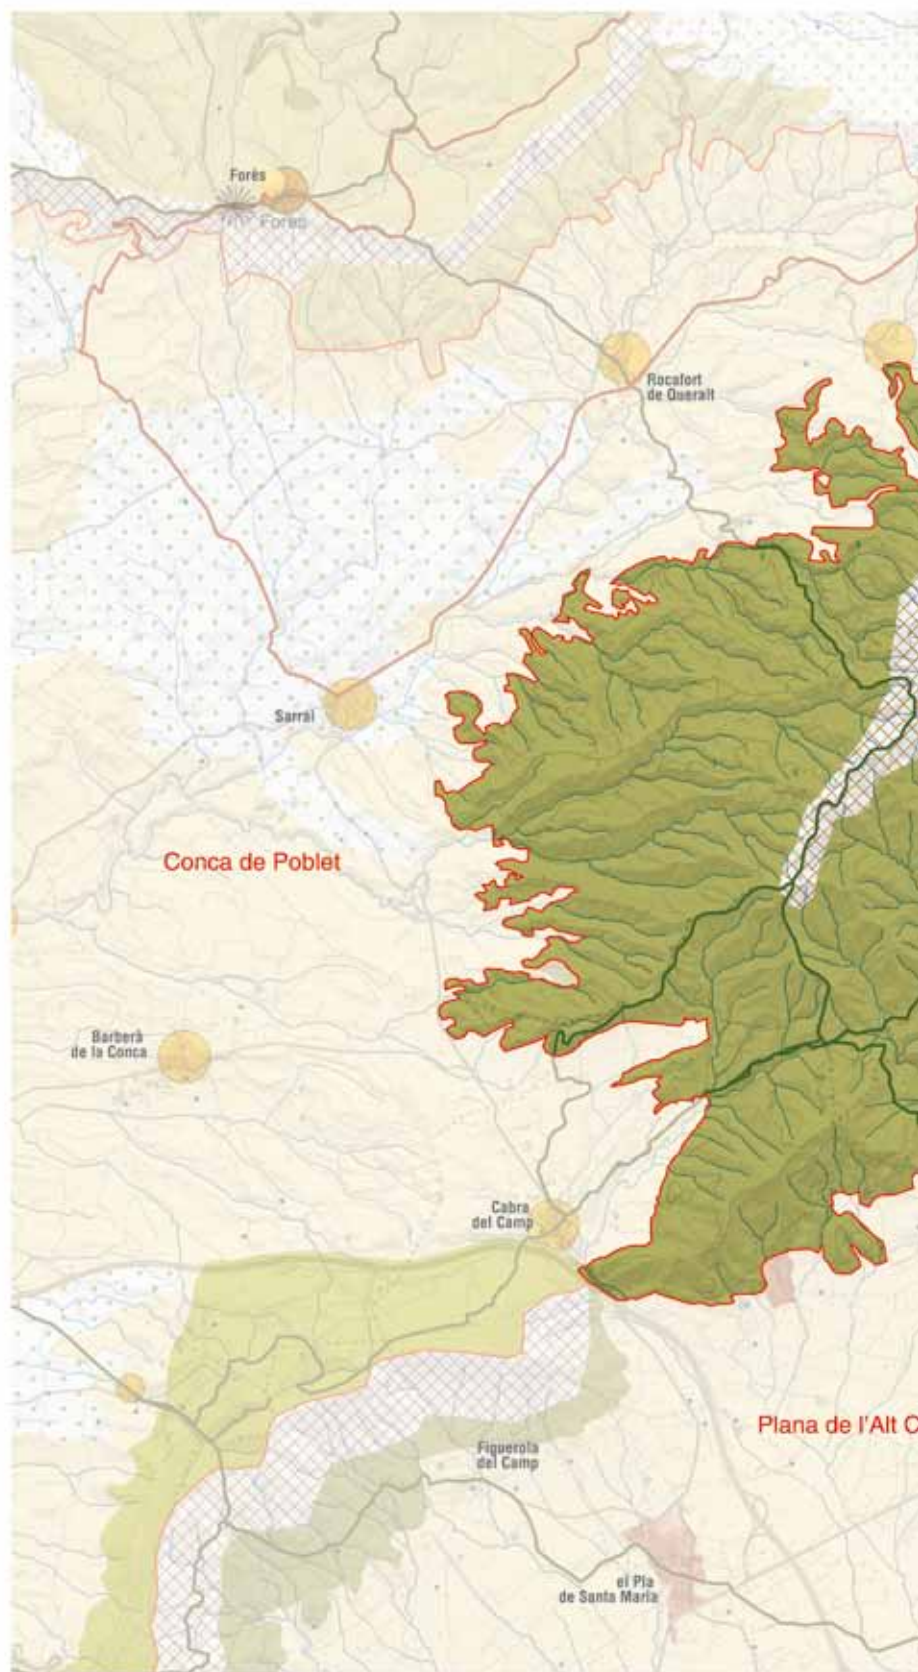 Forès
Forès
Rocafort
de Queralt
Sarral
Conca de Poblet
Barberà
de la Conca
Cabra
del Camp
Plana de l'Alt C
Figuerola
del Camp
el Pla
de Santa Maria